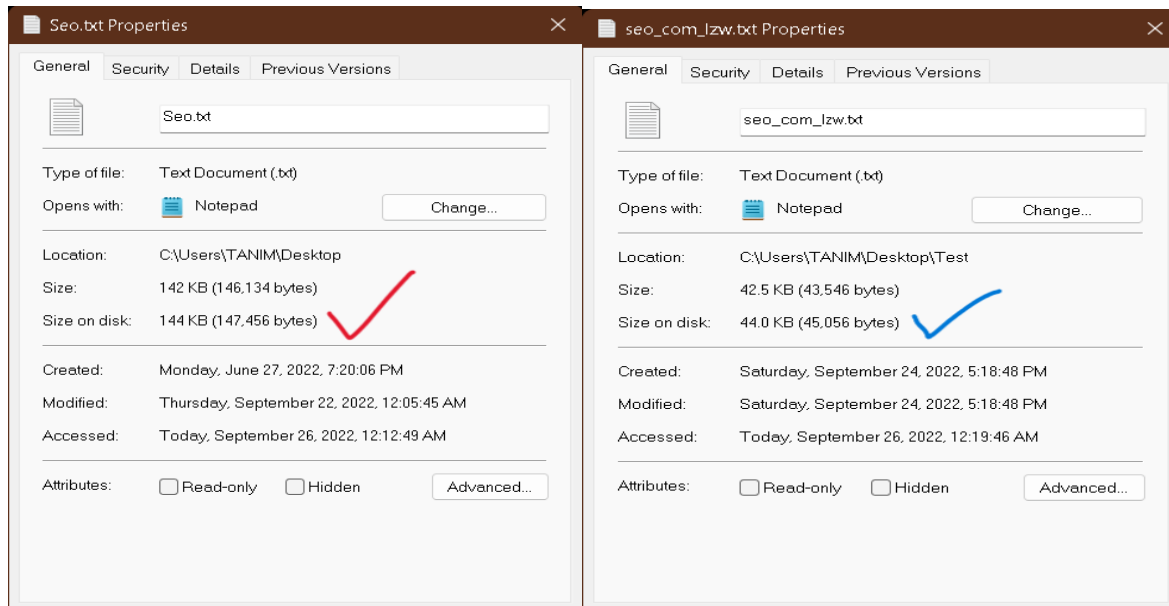 Seo.txt Properties
General Security Details Previous Versions
Seo.txt
Type of file: Text Document (.txt)
Opens with: Notepad Change...
Location: C:\Users\TANIM\Desktop
Size: 142 KB (146,134 bytes)
Size on disk: 144 KB (147,456 bytes)
Created: Monday, June 27, 2022, 7:20:06 PM
Modified: Thursday, September 22, 2022, 12:05:45 AM
Accessed: Today, September 26, 2022, 12:12:49 AM
Attributes: Read-only Hidden Advanced...
seo_com_lzw.txt Properties
General Security Details Previous Versions
seo_com_lzw.txt
Type of file: Text Document (.txt)
Opens with: Notepad Change...
Location: C:\Users\TANIM\Desktop\Test
Size: 42.5 KB (43,546 bytes)
Size on disk: 44.0 KB (45,056 bytes)
Created: Saturday, September 24, 2022, 5:18:48 PM
Modified: Saturday, September 24, 2022, 5:18:48 PM
Accessed: Today, September 26, 2022, 12:19:46 AM
Attributes: Read-only Hidden Advanced...